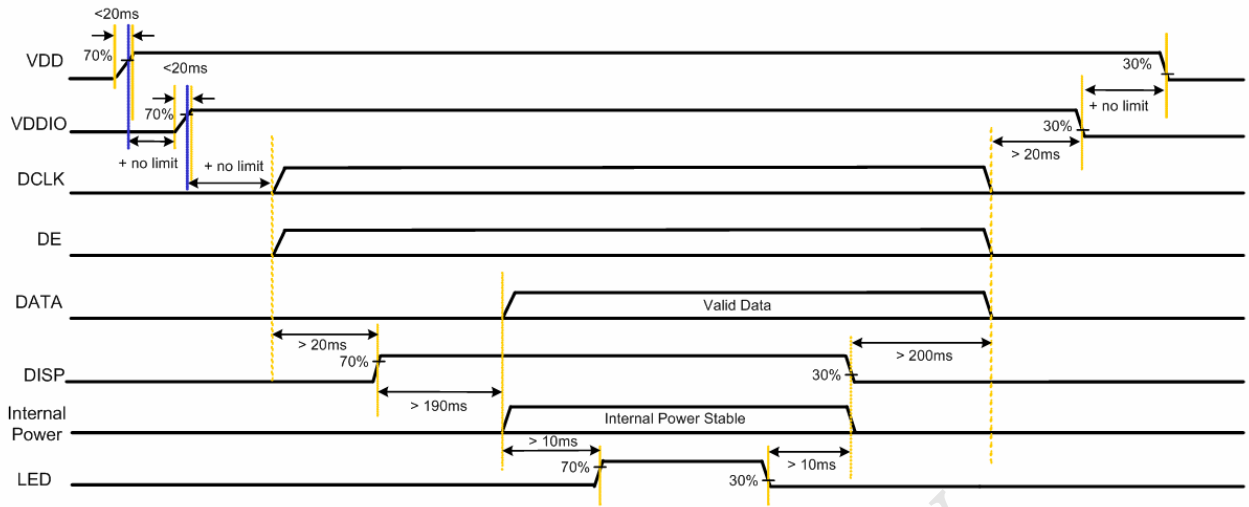 <20ms
VDD
70%
30%
<20ms
+ no limit
VDDIO
70%
30%
+ no limit
+ no limit
> 20ms
DCLK
DE
DATA
Valid Data
> 20ms
> 200ms
70%
DISP
30%
> 190ms
Internal
Power
Internal Power Stable
> 10ms
> 10ms
70%
LED
30%